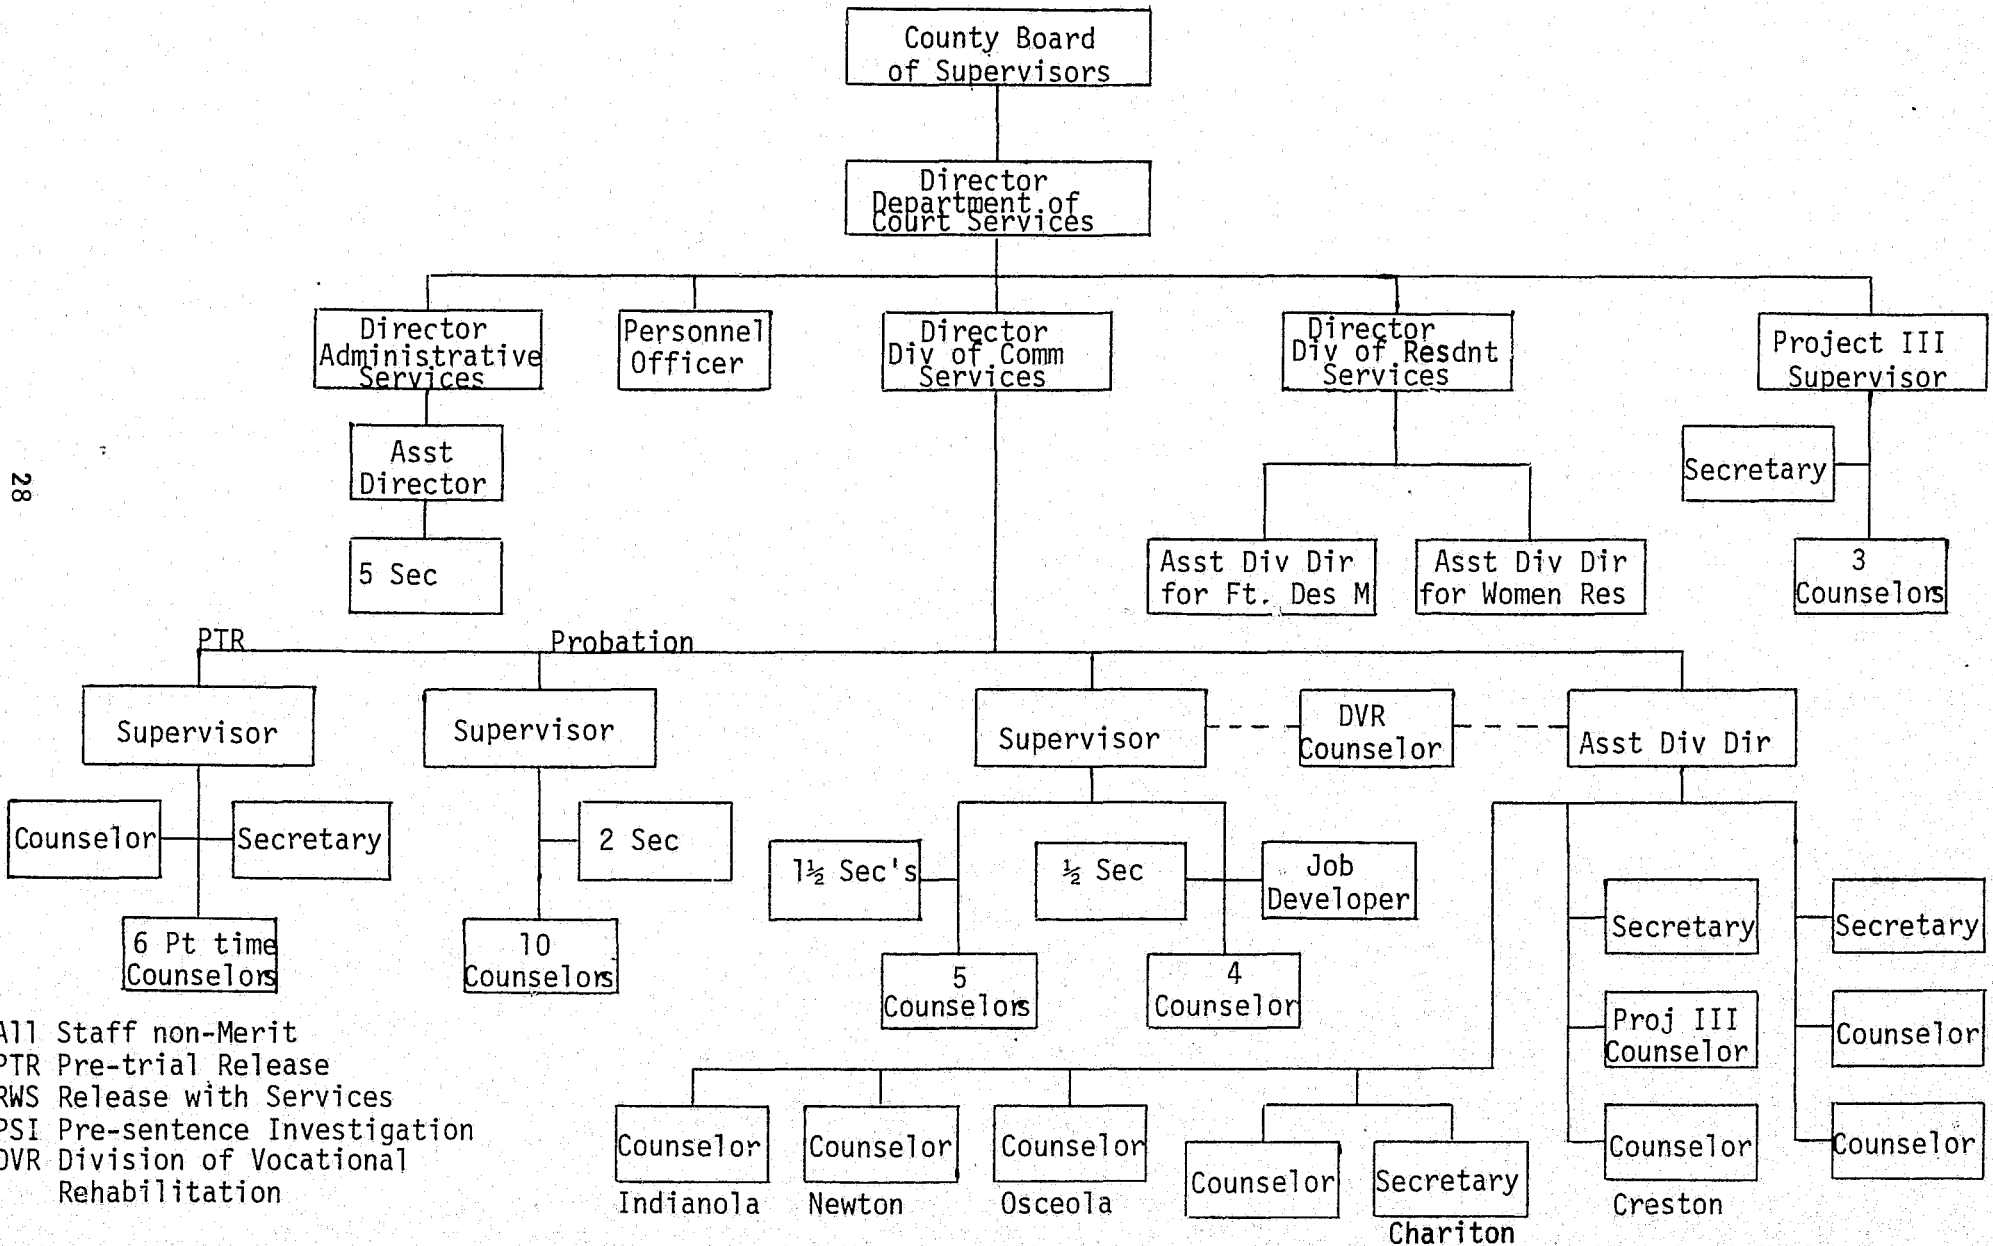 County Board
of Supervisors
Director
Department of
Court Services
Director
Administrative
Services
Personnel
Officer
Director
Div of Comm
Services
Director
Div of Resdnt
Services
Project III
Supervisor
Asst
Director
Secretary
5 Sec
Asst Div Dir
for Ft. Des M
Asst Div Dir
for Women Res
3
Counselors
28
PTR
Probation
Supervisor
Supervisor
Supervisor
DVR
Counselor
Asst Div Dir
Counselor
Secretary
2 Sec
1½ Sec's
½ Sec
Job
Developer
6 Pt time
Counselors
10
Counselors
5
Counselors
4
Counselor
Secretary
Proj III
Counselor
Counselor
Creston
Secretary
Counselor
Counselor
Counselor
Indianola
Counselor
Newton
Counselor
Osceola
Counselor
Secretary
Chariton
All Staff non-Merit
PTR Pre-trial Release
RWS Release with Services
PSI Pre-sentence Investigation
DVR Division of Vocational
Rehabilitation